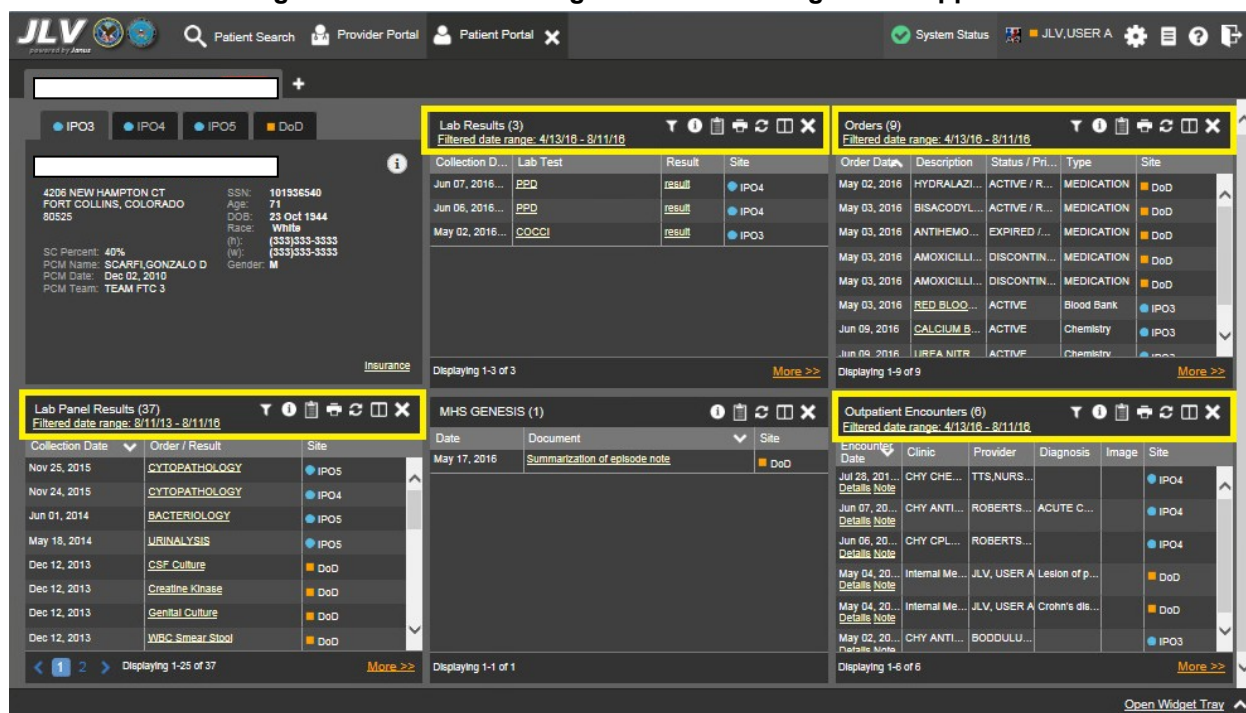 JLV
powered by Janus
Patient Search
Provider Portal
Patient Portal
System Status
JLV,USER A
+
IPO3
IPO4
IPO5
DoD
4206 NEW HAMPTON CT
FORT COLLINS, COLORADO
80525
SSN: 101936540
Age: 71
DOB: 23 Oct 1944
Race: White
(h): (333)333-3333
(w): (333)333-3333
Gender: M
SC Percent: 40%
PCM Name: SCARFI,GONZALO D
PCM Date: Dec 02, 2010
PCM Team: TEAM FTC 3
Insurance
Lab Results (3)
Filtered date range: 4/13/16 - 8/11/16
Collection D... Lab Test Result Site
Jun 07, 2016... PPD result IPO4
Jun 06, 2016... PPD result IPO4
May 02, 2016... COCCI result IPO3
Displaying 1-3 of 3 More >>
Orders (9)
Filtered date range: 4/13/16 - 8/11/16
Order Date Description Status / Pri... Type Site
May 02, 2016 HYDRALAZI... ACTIVE / R... MEDICATION DoD
May 03, 2016 BISACODYL... ACTIVE / R... MEDICATION DoD
May 03, 2016 ANTIHEMO... EXPIRED /... MEDICATION DoD
May 03, 2016 AMOXICILLI... DISCONTIN... MEDICATION DoD
May 03, 2016 AMOXICILLI... DISCONTIN... MEDICATION DoD
May 03, 2016 RED BLOO... ACTIVE Blood Bank IPO3
Jun 09, 2016 CALCIUM B... ACTIVE Chemistry IPO3
Jun 09, 2016 UREA NITR ACTIVE Chemistry
Displaying 1-9 of 9 More >>
Lab Panel Results (37)
Filtered date range: 8/11/13 - 8/11/16
Collection Date Order / Result Site
Nov 25, 2015 CYTOPATHOLOGY IPO5
Nov 24, 2015 CYTOPATHOLOGY IPO4
Jun 01, 2014 BACTERIOLOGY IPO5
May 18, 2014 URINALYSIS IPO5
Dec 12, 2013 CSF Culture DoD
Dec 12, 2013 Creatine Kinase DoD
Dec 12, 2013 Genital Culture DoD
Dec 12, 2013 WBC Smear Stool DoD
1 2 Displaying 1-25 of 37 More >>
MHS GENESIS (1)
Date Document Site
May 17, 2016 Summarization of episode note DoD
Displaying 1-1 of 1
Outpatient Encounters (6)
Filtered date range: 4/13/16 - 8/11/16
Encounter Date Clinic Provider Diagnosis Image Site
Jul 28, 201... CHY CHE... TTS,NURS... IPO4
Details Note
Jun 07, 20... CHY ANTI... ROBERTS... ACUTE C... IPO4
Details Note
Jun 06, 20... CHY CPL... ROBERTS... IPO4
Details Note
May 04, 20... Internal Me... JLV, USER A Lesion of p... DoD
Details Note
May 04, 20... Internal Me... JLV, USER A Crohn's dis... DoD
Details Note
May 02, 20... CHY ANTI... BODDULU... IPO3
Details Note
Displaying 1-6 of 6 More >>
Open Widget Tray